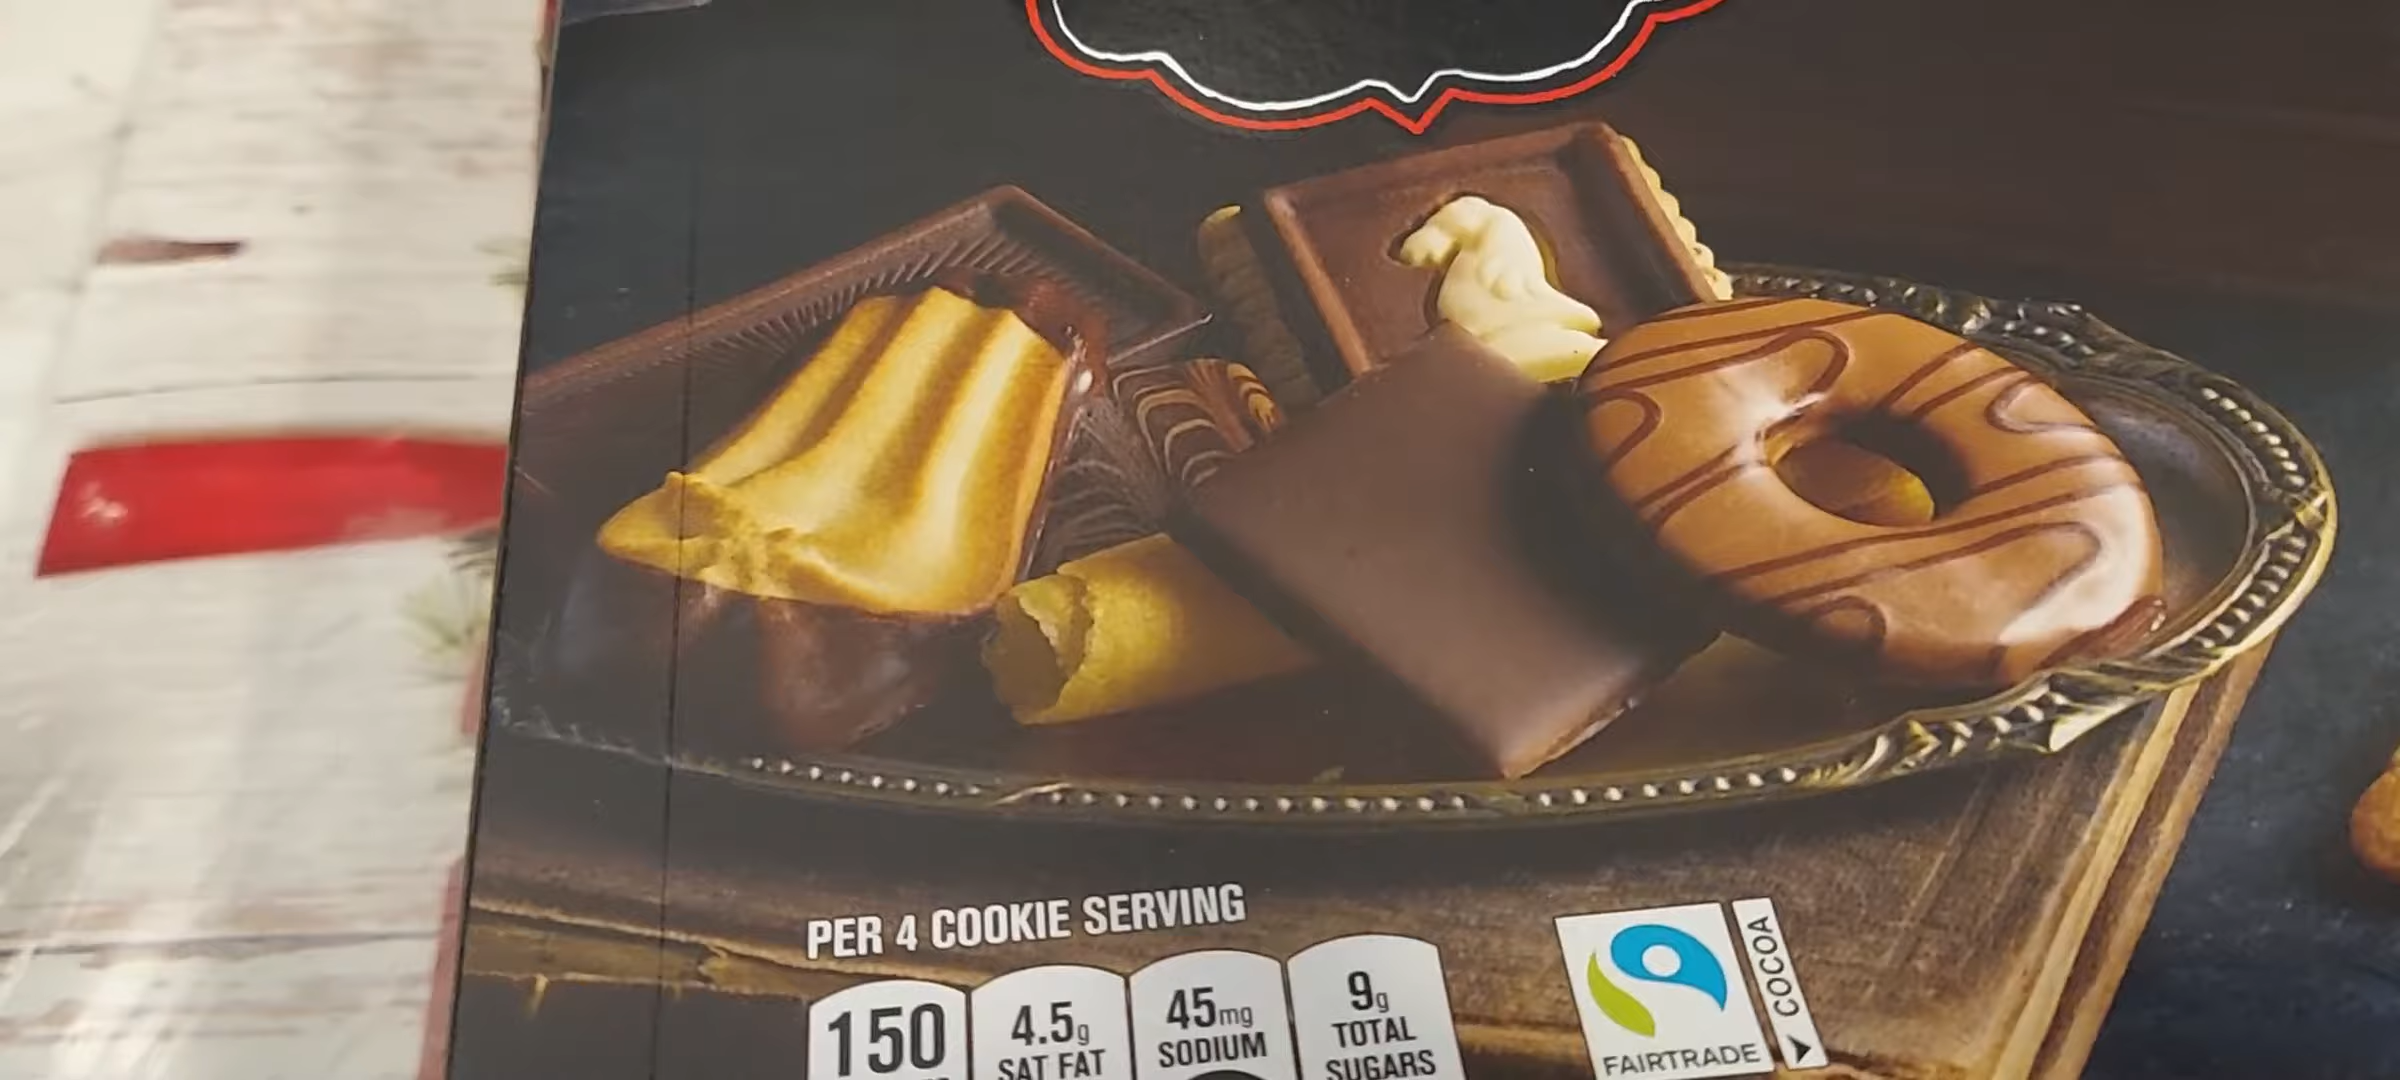 PER 4 COOKIE SERVING
150
4.5g
SAT FAT
45mg
SODIUM
9g
TOTAL
SUGARS
FAIRTRADE
COCOA